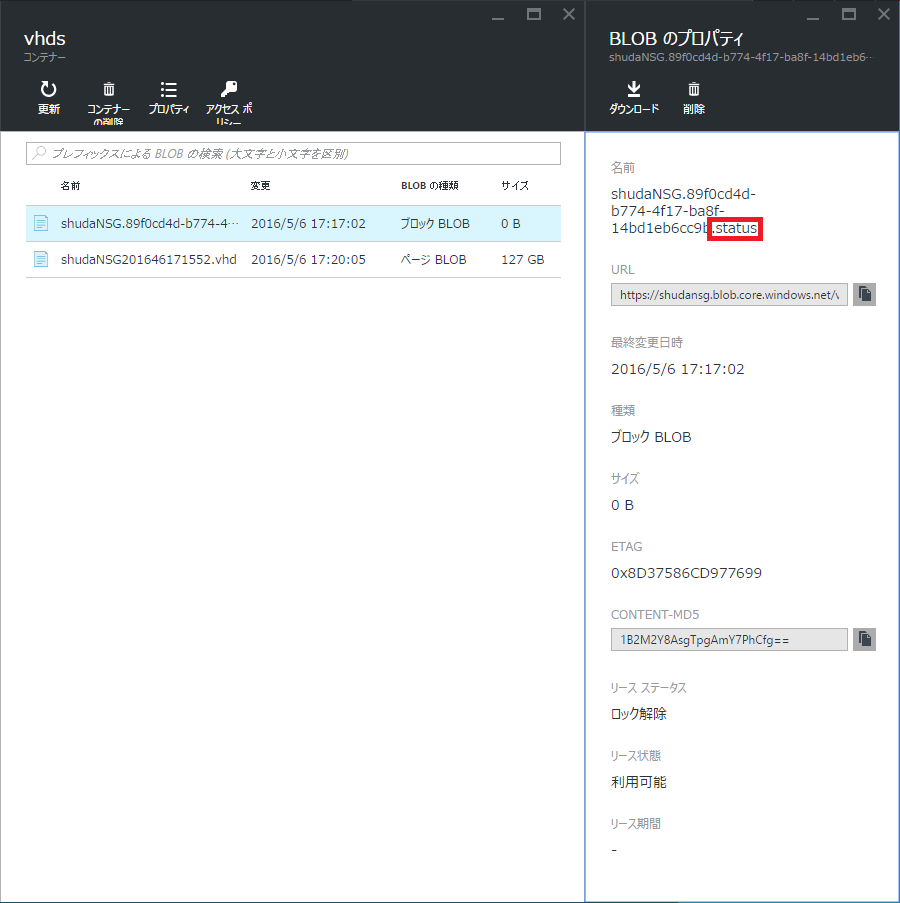 vhds
コンテナー
更新
コンテナー
の削除
プロパティ
アクセス ポ
リシー
プレフィックスによる BLOB の検索 (大文字と小文字を区別)
名前 変更 BLOB の種類 サイズ
shudaNSG.89f0cd4d-b774-4··· 2016/5/6 17:17:02 ブロック BLOB 0 B
shudaNSG201646171552.vhd 2016/5/6 17:20:05 ページ BLOB 127 GB
BLOB のプロパティ
shudaNSG.89f0cd4d-b774-4f17-ba8f-14bd1eb6···
ダウンロード
削除
名前
shudaNSG.89f0cd4d-
b774-4f17-ba8f-
14bd1eb6cc9b.status
URL
https://shudansg.blob.core.windows.net/v
最終変更日時
2016/5/6 17:17:02
種類
ブロック BLOB
サイズ
0 B
ETAG
0x8D37586CD977699
CONTENT-MD5
1B2M2Y8AsgTpgAmY7PhCfg==
リース ステータス
ロック解除
リース状態
利用可能
リース期間
-